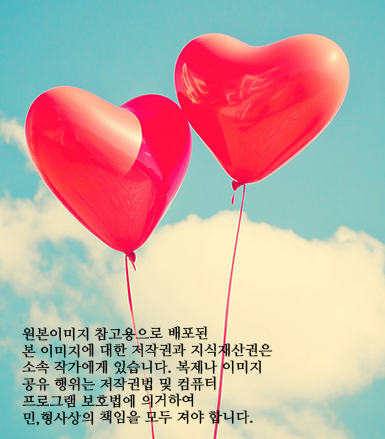 원본이미지 참고용으로 배포된
본 이미지에 대한 저작권과 지식재산권은
소속 작가에게 있습니다. 복제나 이미지
공유 행위는 저작권법 및 컴퓨터
프로그램 보호법에 의거하여
민,형사상의 책임을 모두 져야 합니다.